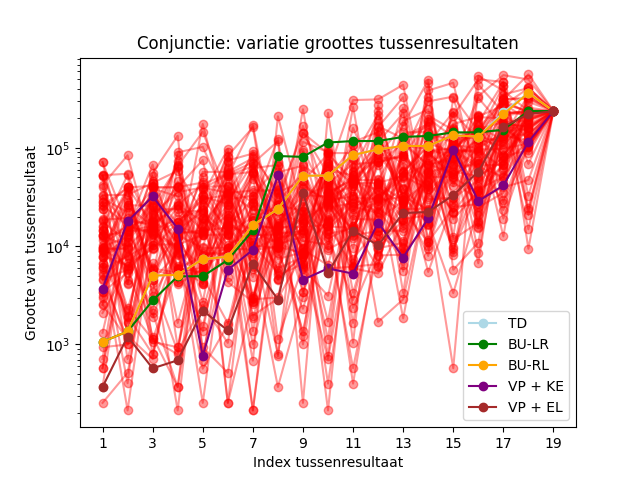 Conjunctie: variatie groottes tussenresultaten
Grootte van tussenresultaat
10^5
10^4
10^3
TD
BU-LR
BU-RL
VP + KE
VP + EL
1 3 5 7 9 11 13 15 17 19
Index tussenresultaat